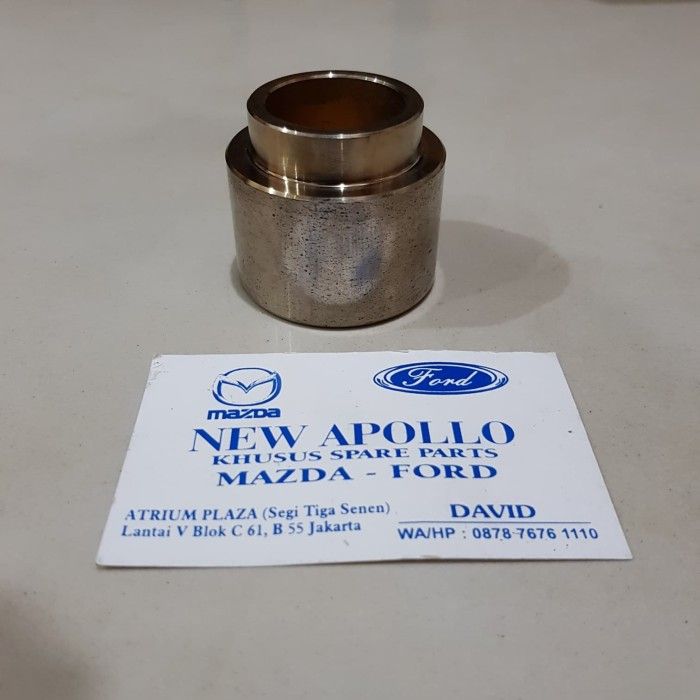 mazda
Ford
NEW APOLLO
KHUSUS SPARE PARTS
MAZDA - FORD
ATRIUM PLAZA (Segi Tiga Senen)
Lantai V Blok C 61, B 55 Jakarta
DAVID
WA/HP : 0878 7676 1110